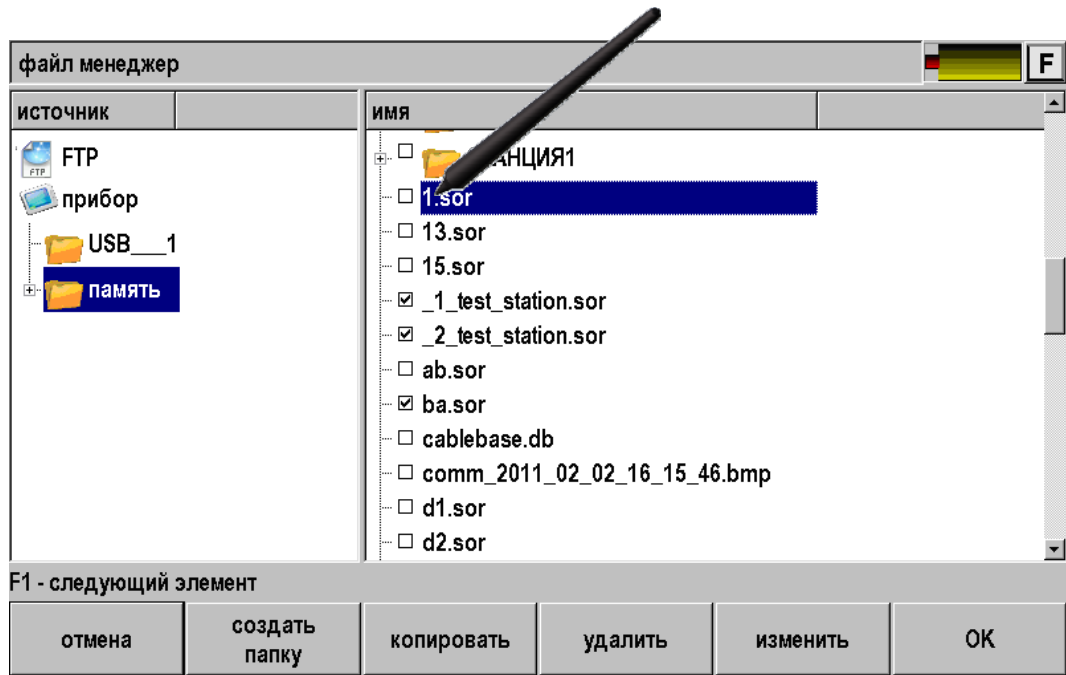 файл менеджер
F
источник
имя
FTP
FTP
прибор
USB___1
память
1.sor
13.sor
15.sor
_1_test_station.sor
_2_test_station.sor
ab.sor
ba.sor
cablebase.db
comm_2011_02_02_16_15_46.bmp
d1.sor
d2.sor
F1 - следующий элемент
отмена
создать
папку
копировать
удалить
изменить
OK